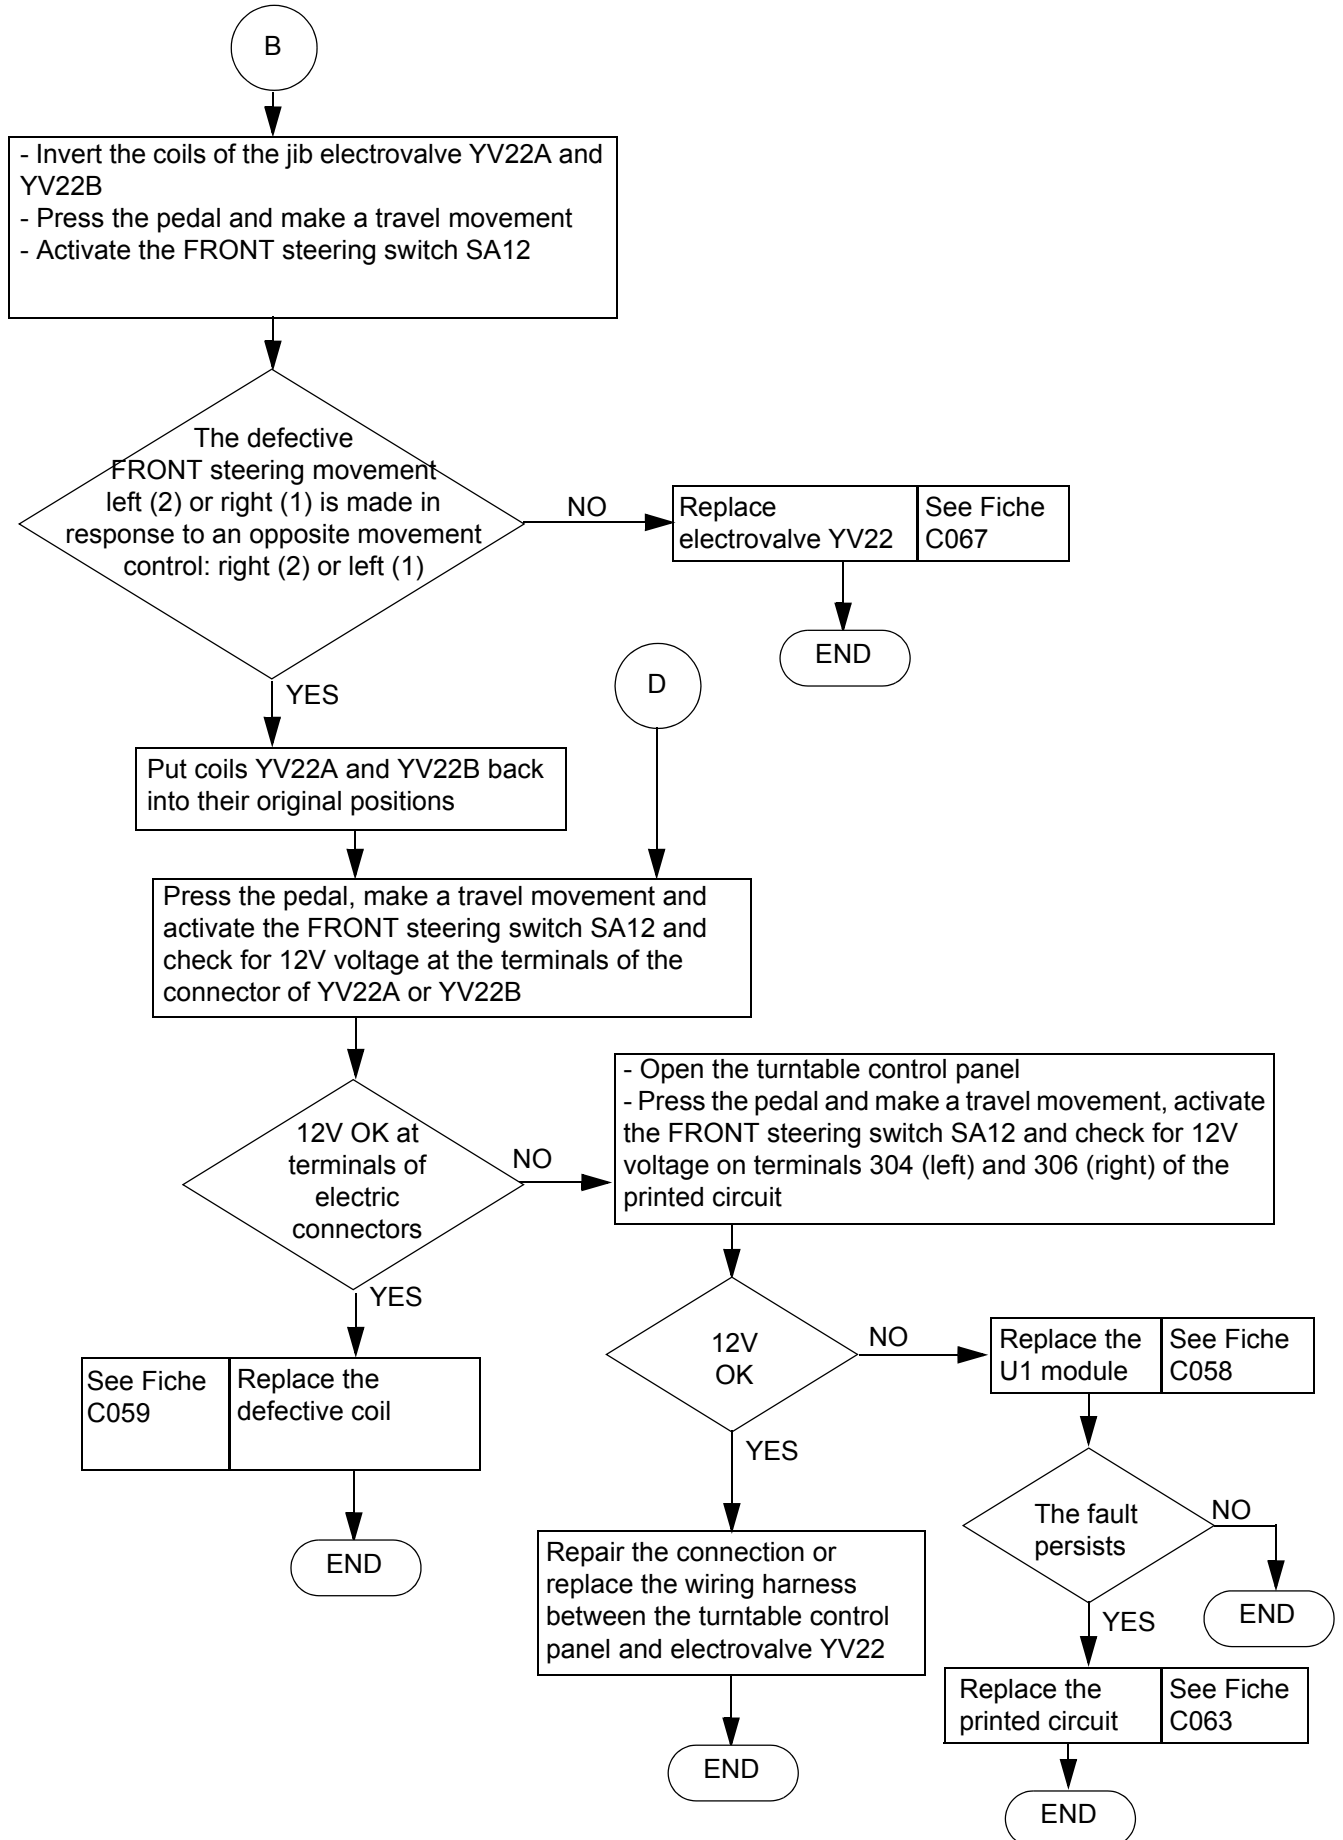 B
- Invert the coils of the jib electrovalve YV22A and
YV22B
- Press the pedal and make a travel movement
- Activate the FRONT steering switch SA12
The defective
FRONT steering movement
left (2) or right (1) is made in
response to an opposite movement
control: right (2) or left (1)
NO
Replace
electrovalve YV22
See Fiche
C067
END
YES
D
Put coils YV22A and YV22B back
into their original positions
Press the pedal, make a travel movement and
activate the FRONT steering switch SA12 and
check for 12V voltage at the terminals of the
connector of YV22A or YV22B
12V OK at
terminals of
electric
connectors
NO
- Open the turntable control panel
- Press the pedal and make a travel movement, activate
the FRONT steering switch SA12 and check for 12V
voltage on terminals 304 (left) and 306 (right) of the
printed circuit
YES
See Fiche
C059
Replace the
defective coil
END
12V
OK
NO
Replace the
U1 module
See Fiche
C058
YES
Repair the connection or
replace the wiring harness
between the turntable control
panel and electrovalve YV22
END
The fault
persists
NO
END
YES
Replace the
printed circuit
See Fiche
C063
END